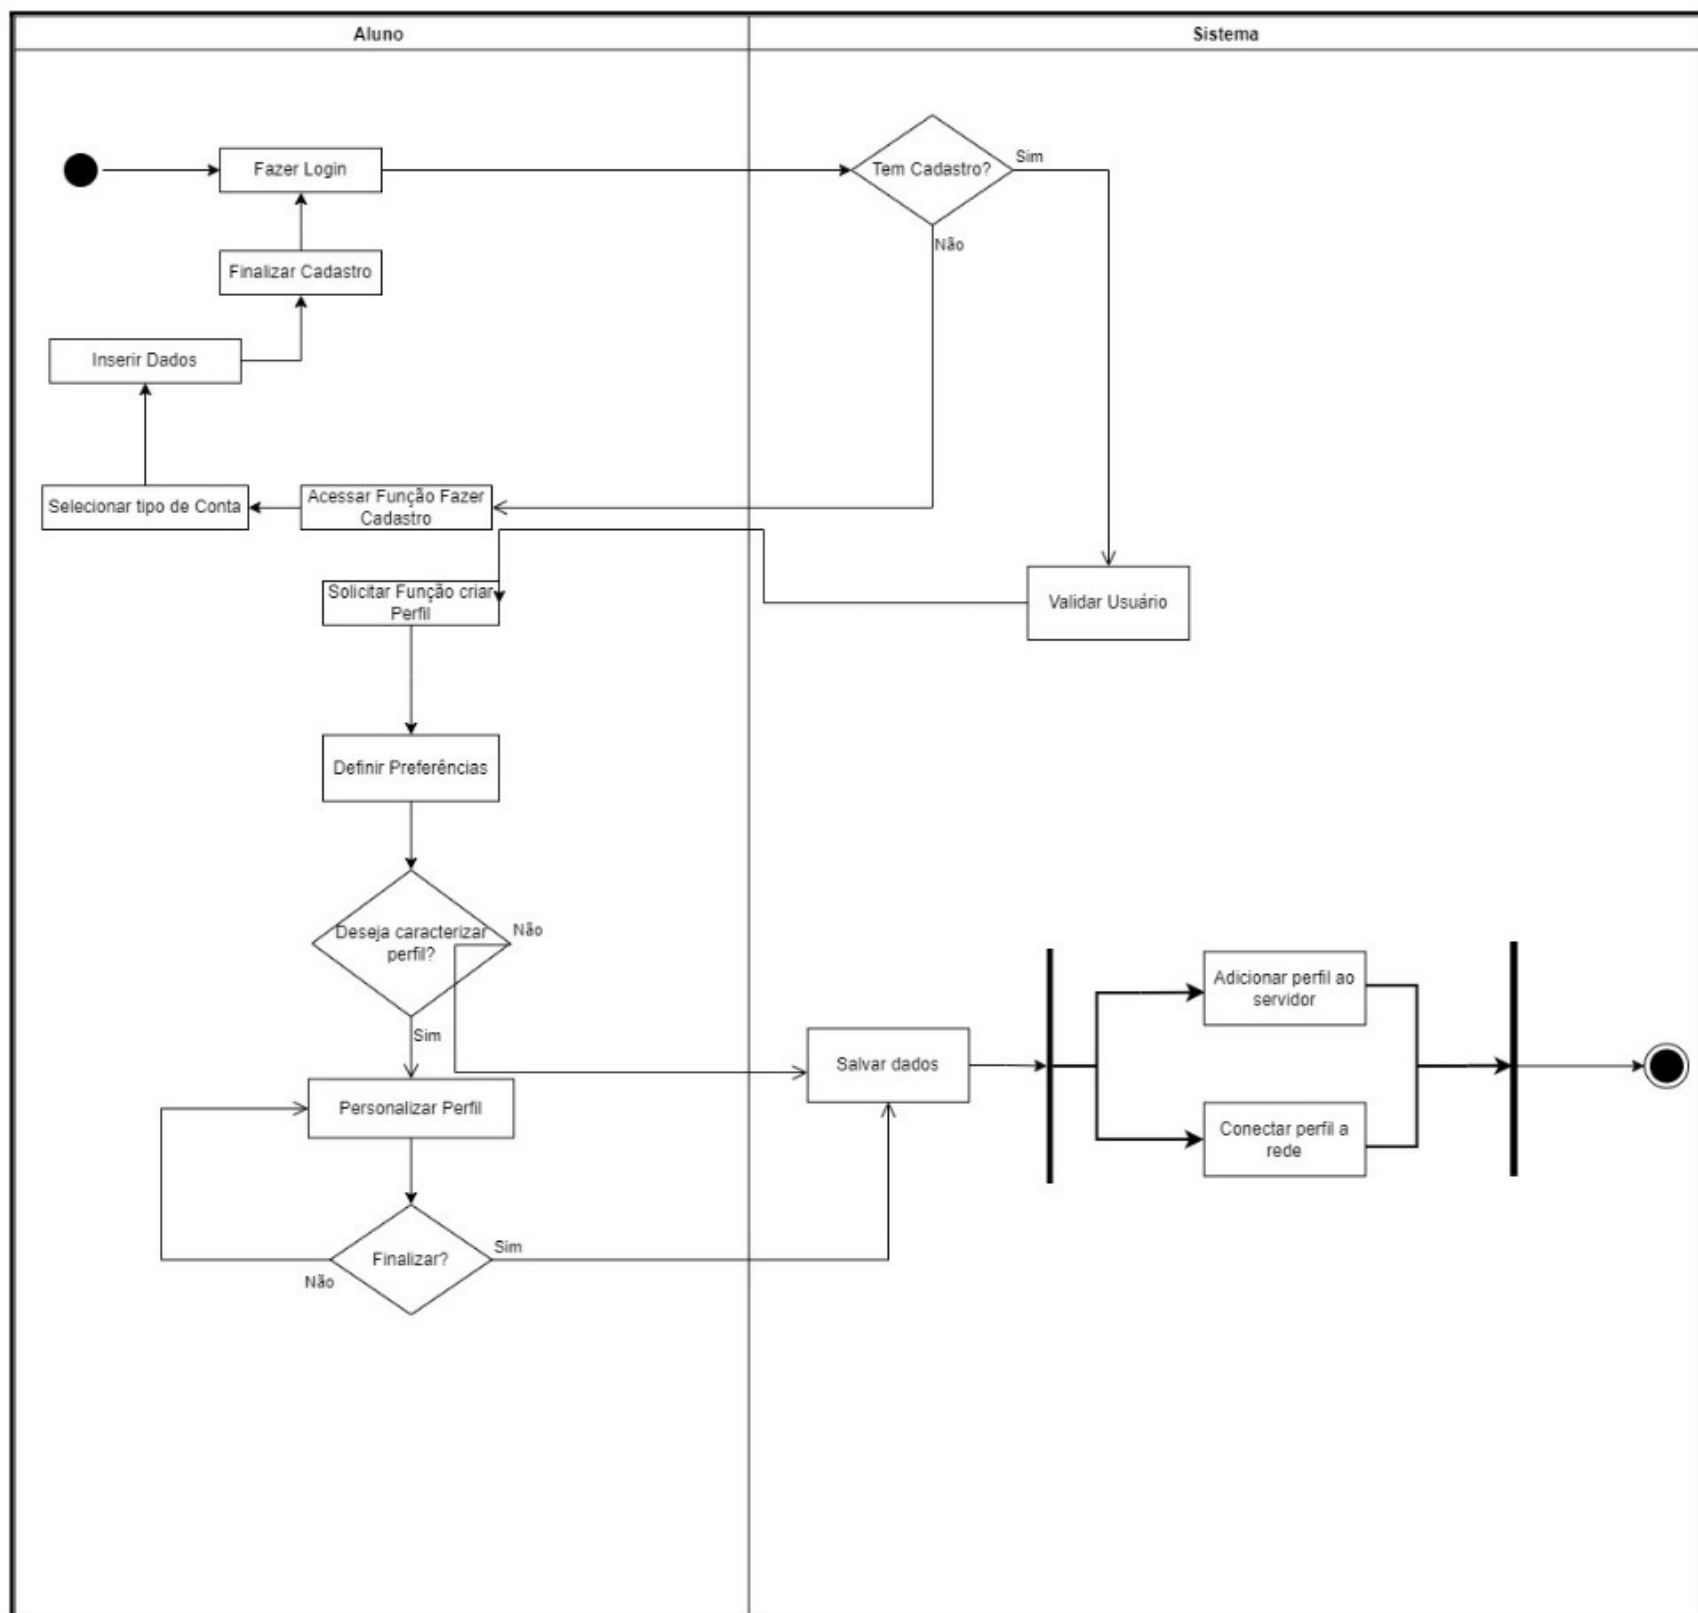 Aluno
Sistema
Fazer Login
Tem Cadastro?
Sim
Não
Finalizar Cadastro
Inserir Dados
Selecionar tipo de Conta
Acessar Função Fazer
Cadastro
Solicitar Função criar
Perfil
Validar Usuário
Definir Preferências
Deseja caracterizar
perfil?
Não
Sim
Personalizar Perfil
Finalizar?
Sim
Não
Salvar dados
Adicionar perfil ao
servidor
Conectar perfil a
rede